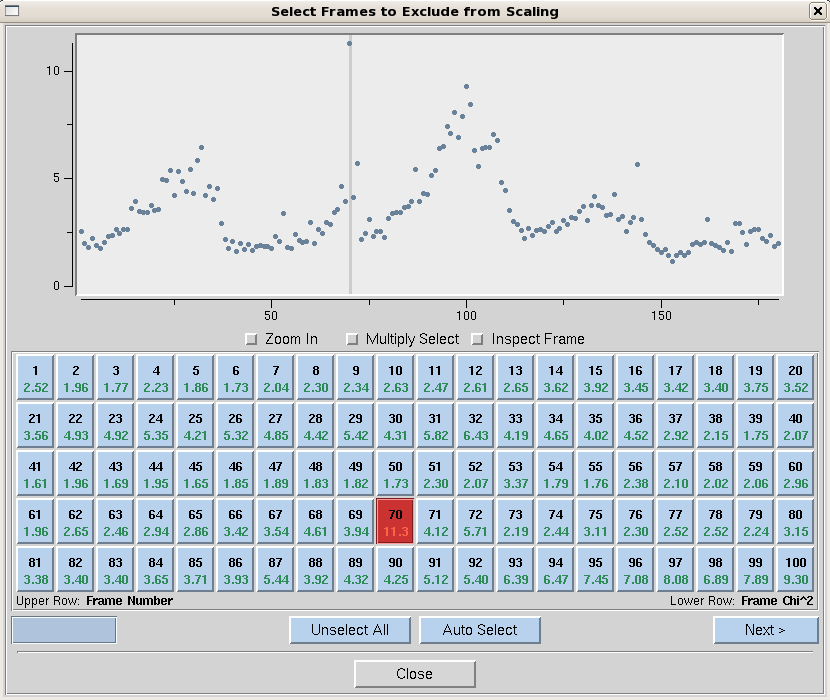 Select Frames to Exclude from Scaling
10
5
0
50 100 150
Zoom In Multiply Select Inspect Frame
1 2 3 4 5 6 7 8 9 10 11 12 13 14 15 16 17 18 19 20
2.52 1.96 1.77 2.23 1.86 1.73 2.04 2.30 2.34 2.63 2.47 2.61 2.65 3.62 3.92 3.45 3.42 3.40 3.75 3.52
21 22 23 24 25 26 27 28 29 30 31 32 33 34 35 36 37 38 39 40
3.56 4.93 4.92 5.35 4.21 5.32 4.85 4.42 5.42 4.31 5.82 6.43 4.19 4.65 4.02 4.52 2.92 2.15 1.75 2.07
41 42 43 44 45 46 47 48 49 50 51 52 53 54 55 56 57 58 59 60
1.61 1.96 1.69 1.95 1.65 1.85 1.89 1.83 1.82 1.73 2.30 2.07 3.37 1.79 1.76 2.38 2.10 2.02 2.06 2.96
61 62 63 64 65 66 67 68 69 70 71 72 73 74 75 76 77 78 79 80
1.96 2.65 2.46 2.94 2.86 3.42 3.54 4.61 3.94 11.3 4.12 5.71 2.19 2.44 3.11 2.30 2.52 2.52 2.24 3.15
81 82 83 84 85 86 87 88 89 90 91 92 93 94 95 96 97 98 99 100
3.38 3.40 3.40 3.65 3.71 3.93 5.44 3.92 4.32 4.25 5.12 5.40 6.39 6.47 7.45 7.08 8.08 6.89 7.89 9.30
Upper Row: Frame Number Lower Row: Frame Chi^2
Unselect All Auto Select Next >
Close